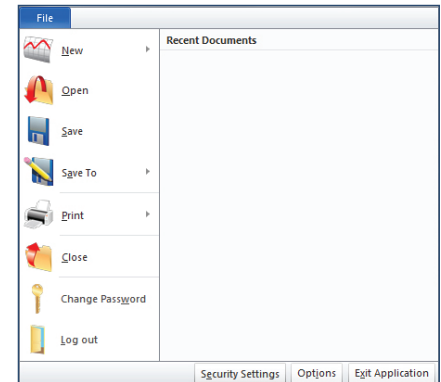 File
New
Recent Documents
Open
Save
Save To
Print
Close
Change Password
Log out
Security Settings Options Exit Application